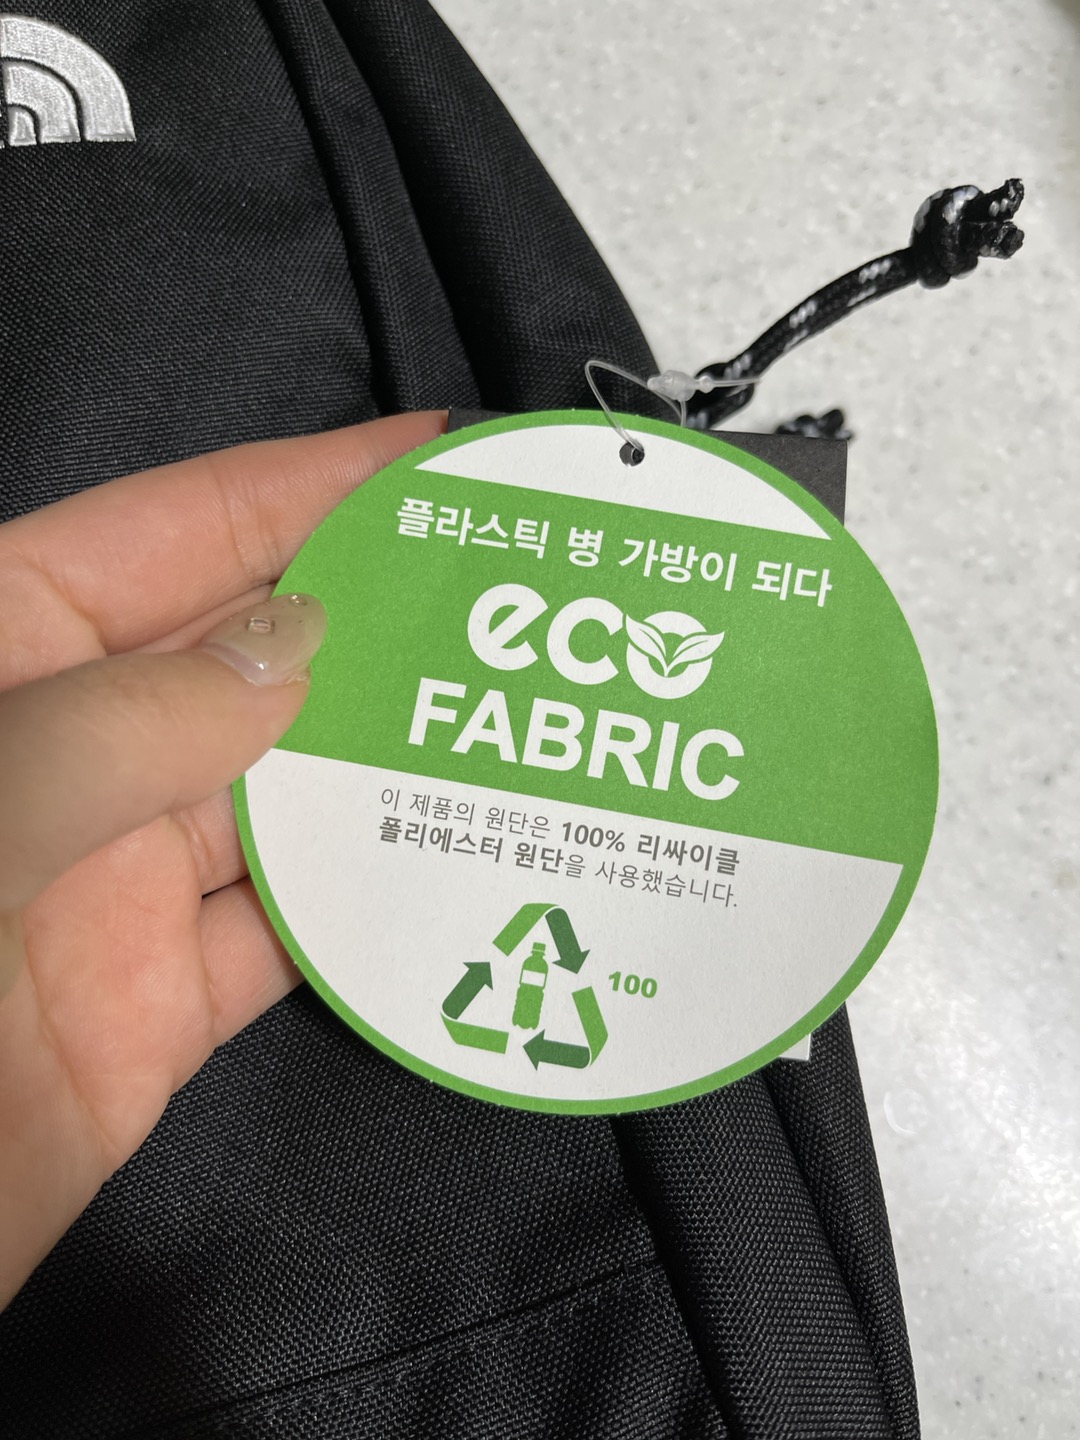 플라스틱 병 가방이 되다
eco
FABRIC
이 제품의 원단은 100% 리싸이클
폴리에스터 원단을 사용했습니다.
100